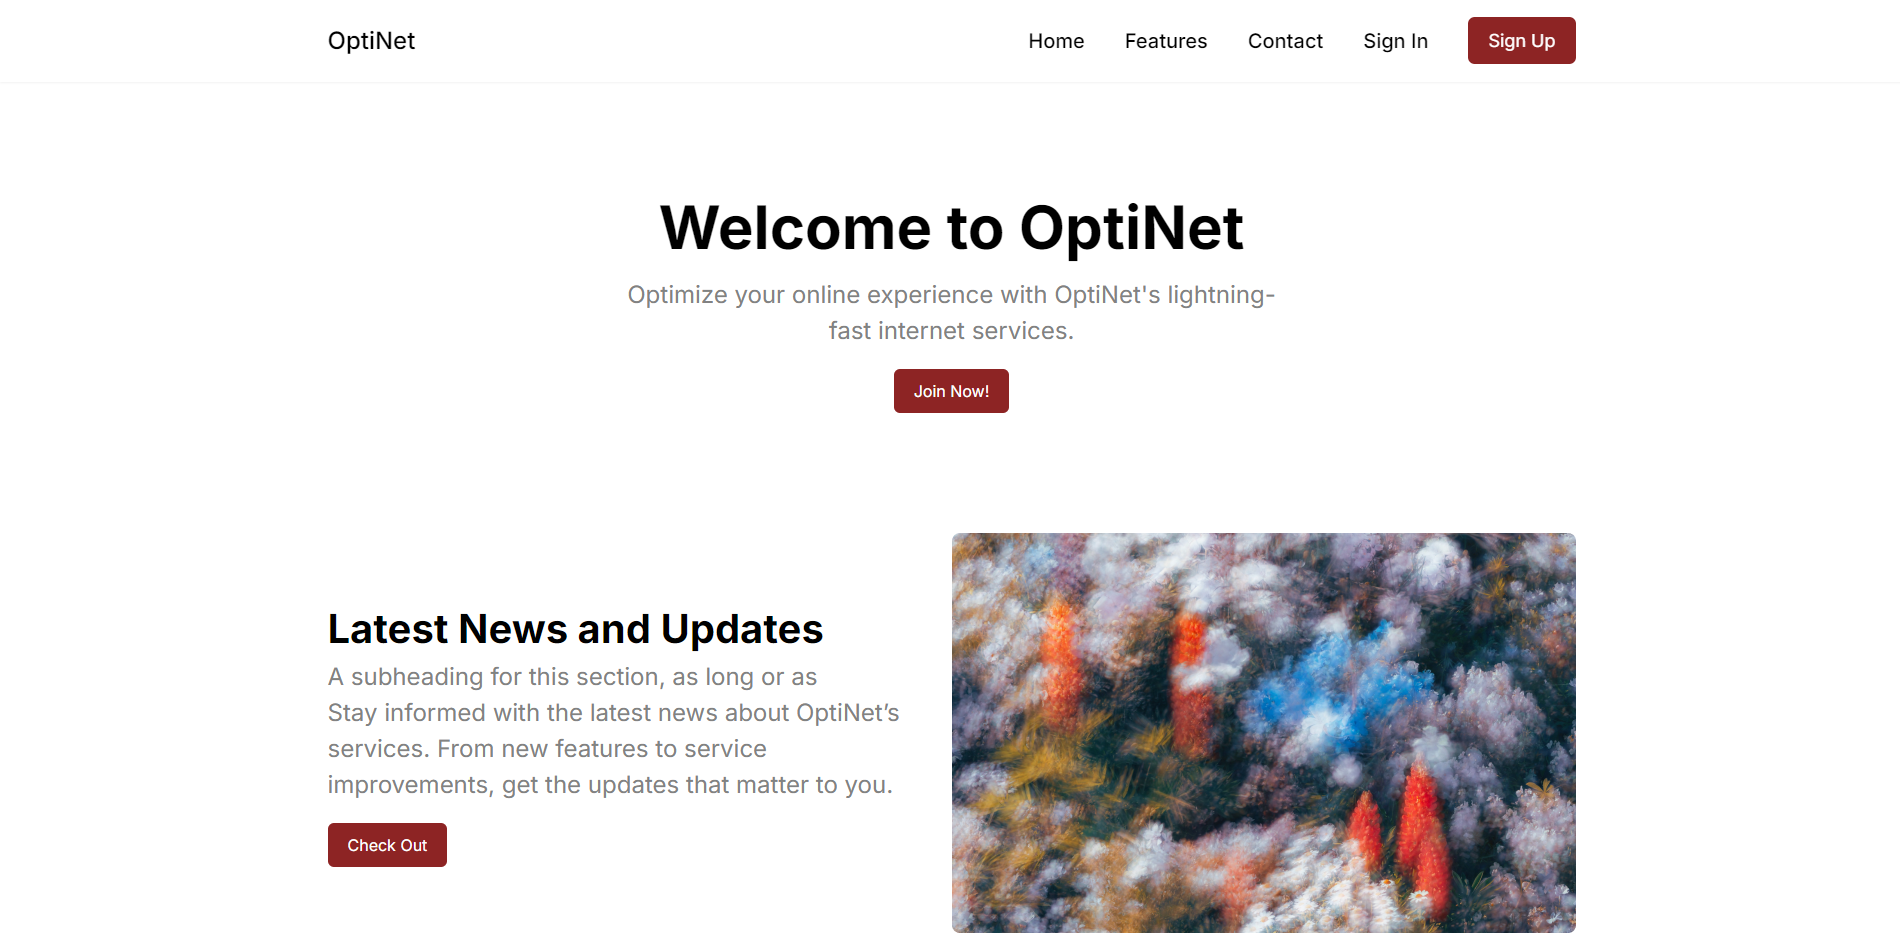 OptiNet
Home Features Contact Sign In Sign Up
Welcome to OptiNet
Optimize your online experience with OptiNet's lightning-
fast internet services.
Join Now!
Latest News and Updates
A subheading for this section, as long or as
Stay informed with the latest news about OptiNet’s
services. From new features to service
improvements, get the updates that matter to you.
Check Out